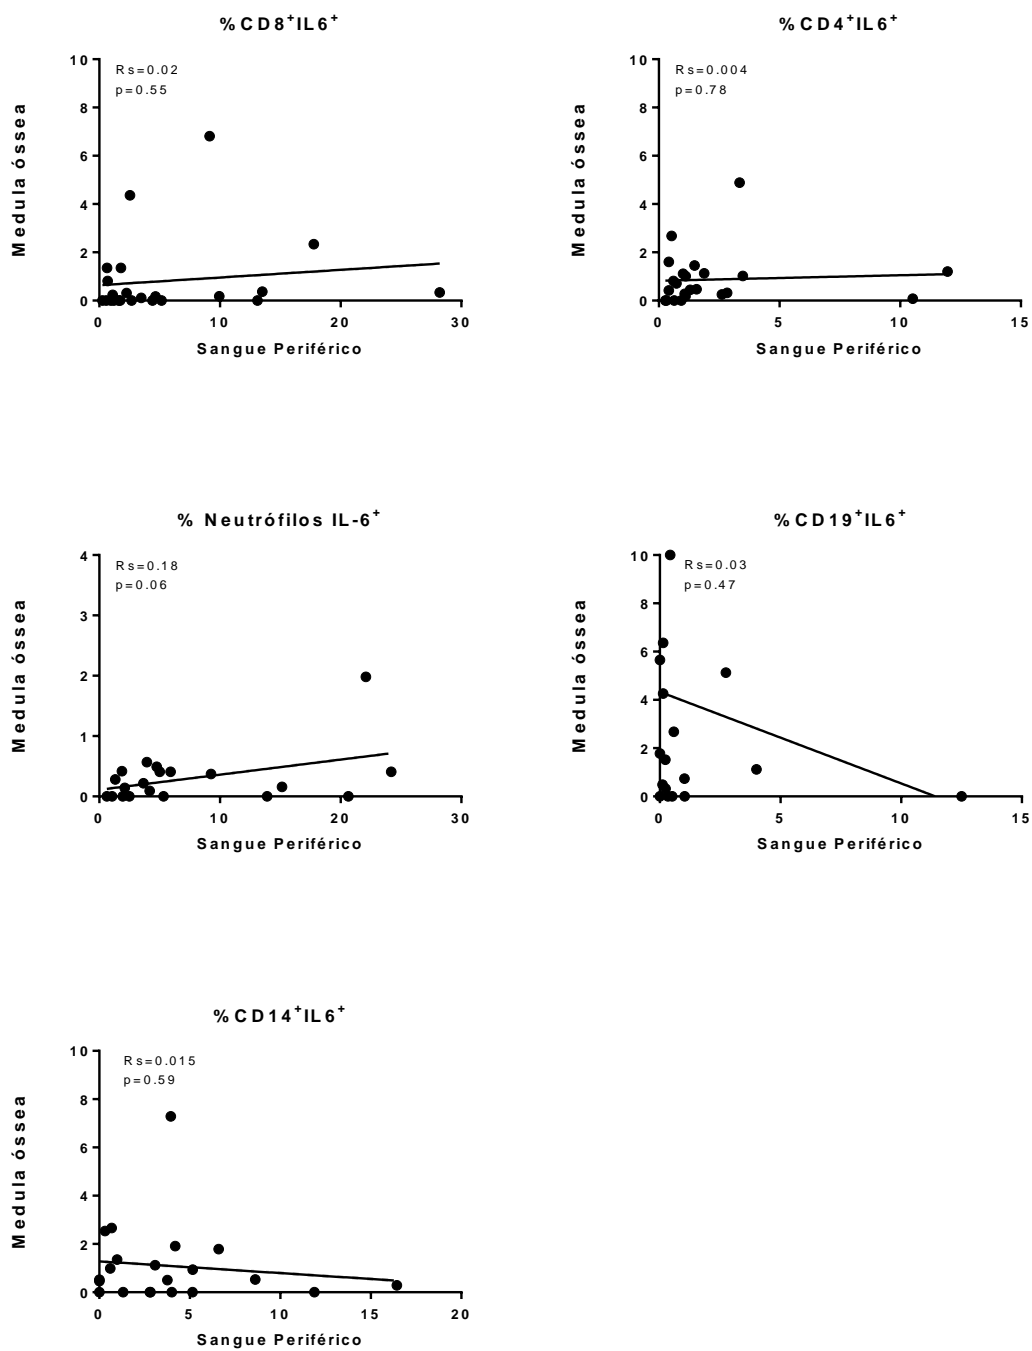 %CD8⁺IL6⁺
Rs=0.02
p=0.55
Medula óssea
10
8
6
4
2
0
0 10 20 30
Sangue Periférico
%CD4⁺IL6⁺
Rs=0.004
p=0.78
Medula óssea
10
8
6
4
2
0
0 5 10 15
Sangue Periférico
% Neutrófilos IL-6⁺
Rs=0.18
p=0.06
Medula óssea
4
3
2
1
0
0 10 20 30
Sangue Periférico
%CD19⁺IL6⁺
Rs=0.03
p=0.47
Medula óssea
10
8
6
4
2
0
0 5 10 15
Sangue Periférico
%CD14⁺IL6⁺
Rs=0.015
p=0.59
Medula óssea
10
8
6
4
2
0
0 5 10 15 20
Sangue Periférico